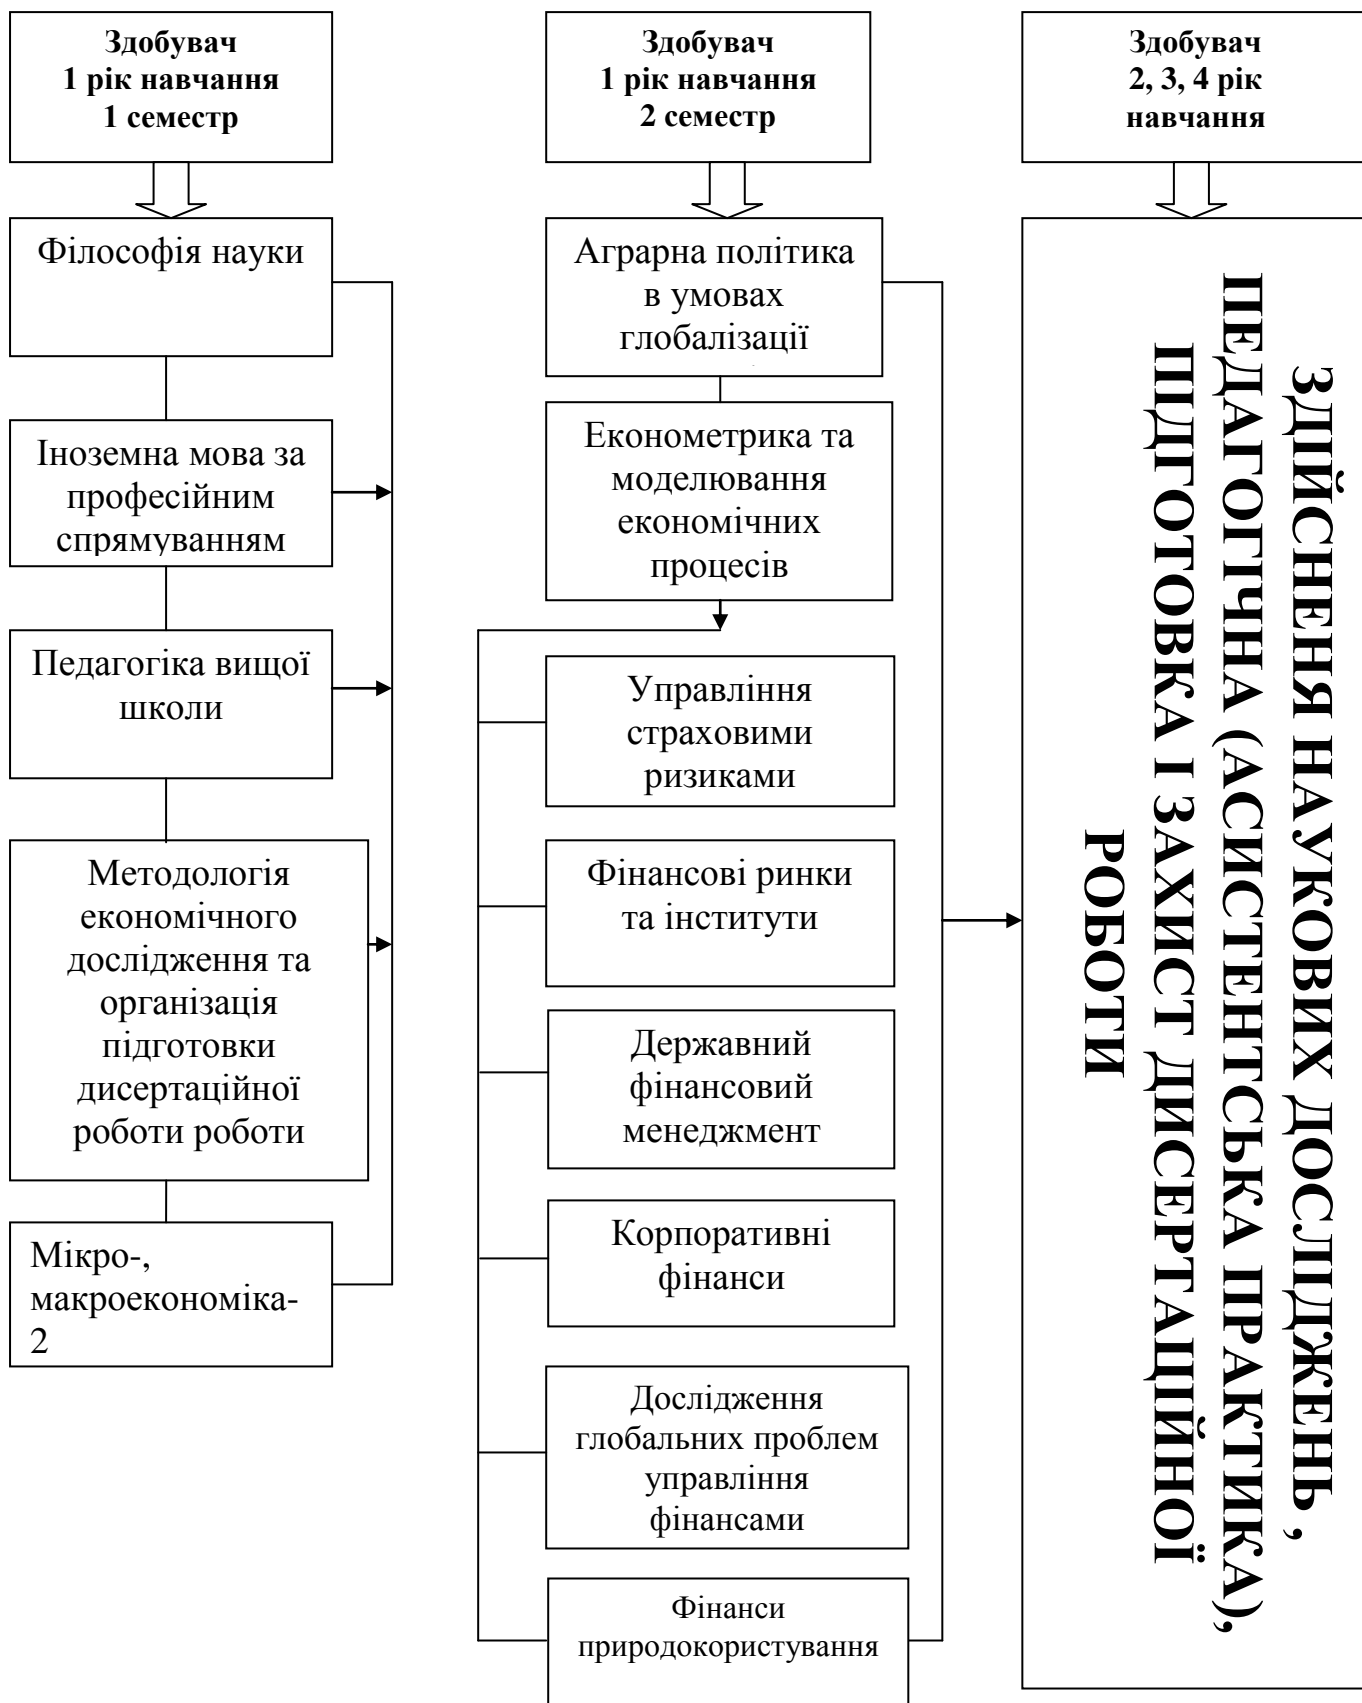 Здобувач
1 рік навчання
1 семестр
Філософія науки
Іноземна мова за
професійним
спрямуванням
Педагогіка вищої
школи
Методологія
економічного
дослідження та
організація
підготовки
дисертаційної
роботи роботи
Мікро-,
макроекономіка-
2
Здобувач
1 рік навчання
2 семестр
Аграрна політика
в умовах
глобалізації
Економетрика та
моделювання
економічних
процесів
Управління
страховими
ризиками
Фінансові ринки
та інститути
Державний
фінансовий
менеджмент
Корпоративні
фінанси
Дослідження
глобальних проблем
управління
фінансами
Фінанси
природокористування
Здобувач
2, 3, 4 рік
навчання
ЗДІЙСНЕННЯ НАУКОВИХ ДОСЛІДЖЕНЬ ,
ПЕДАГОГІЧНА (АСИСТЕНТСЬКА ПРАКТИКА),
ПІДГОТОВКА І ЗАХИСТ ДИСЕРТАЦІЙНОЇ
РОБОТИ